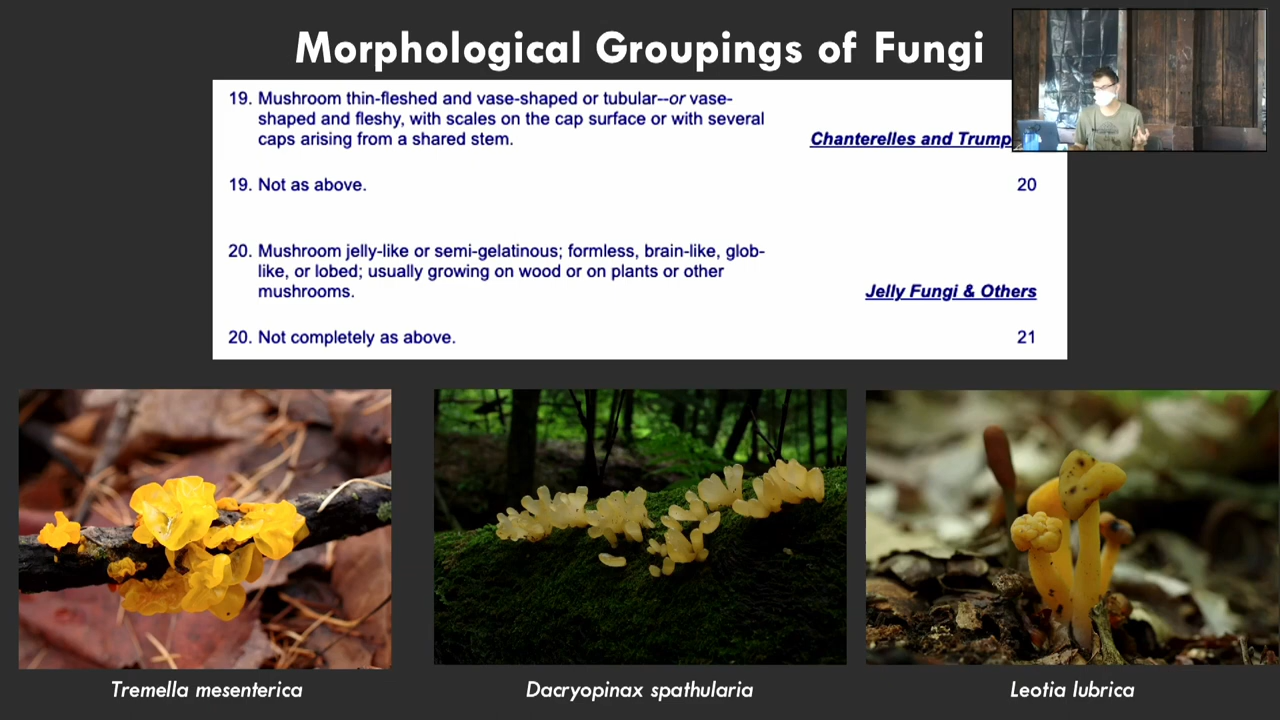 Morphological Groupings of Fungi
19. Mushroom thin-fleshed and vase-shaped or tubular--or vase-
shaped and fleshy, with scales on the cap surface or with several
caps arising from a shared stem.
Chanterelles and Trump
19. Not as above.
20
20. Mushroom jelly-like or semi-gelatinous; formless, brain-like, glob-
like, or lobed; usually growing on wood or on plants or other
mushrooms.
Jelly Fungi & Others
20. Not completely as above.
21
Tremella mesenterica
Dacryopinax spathularia
Leotia lubrica